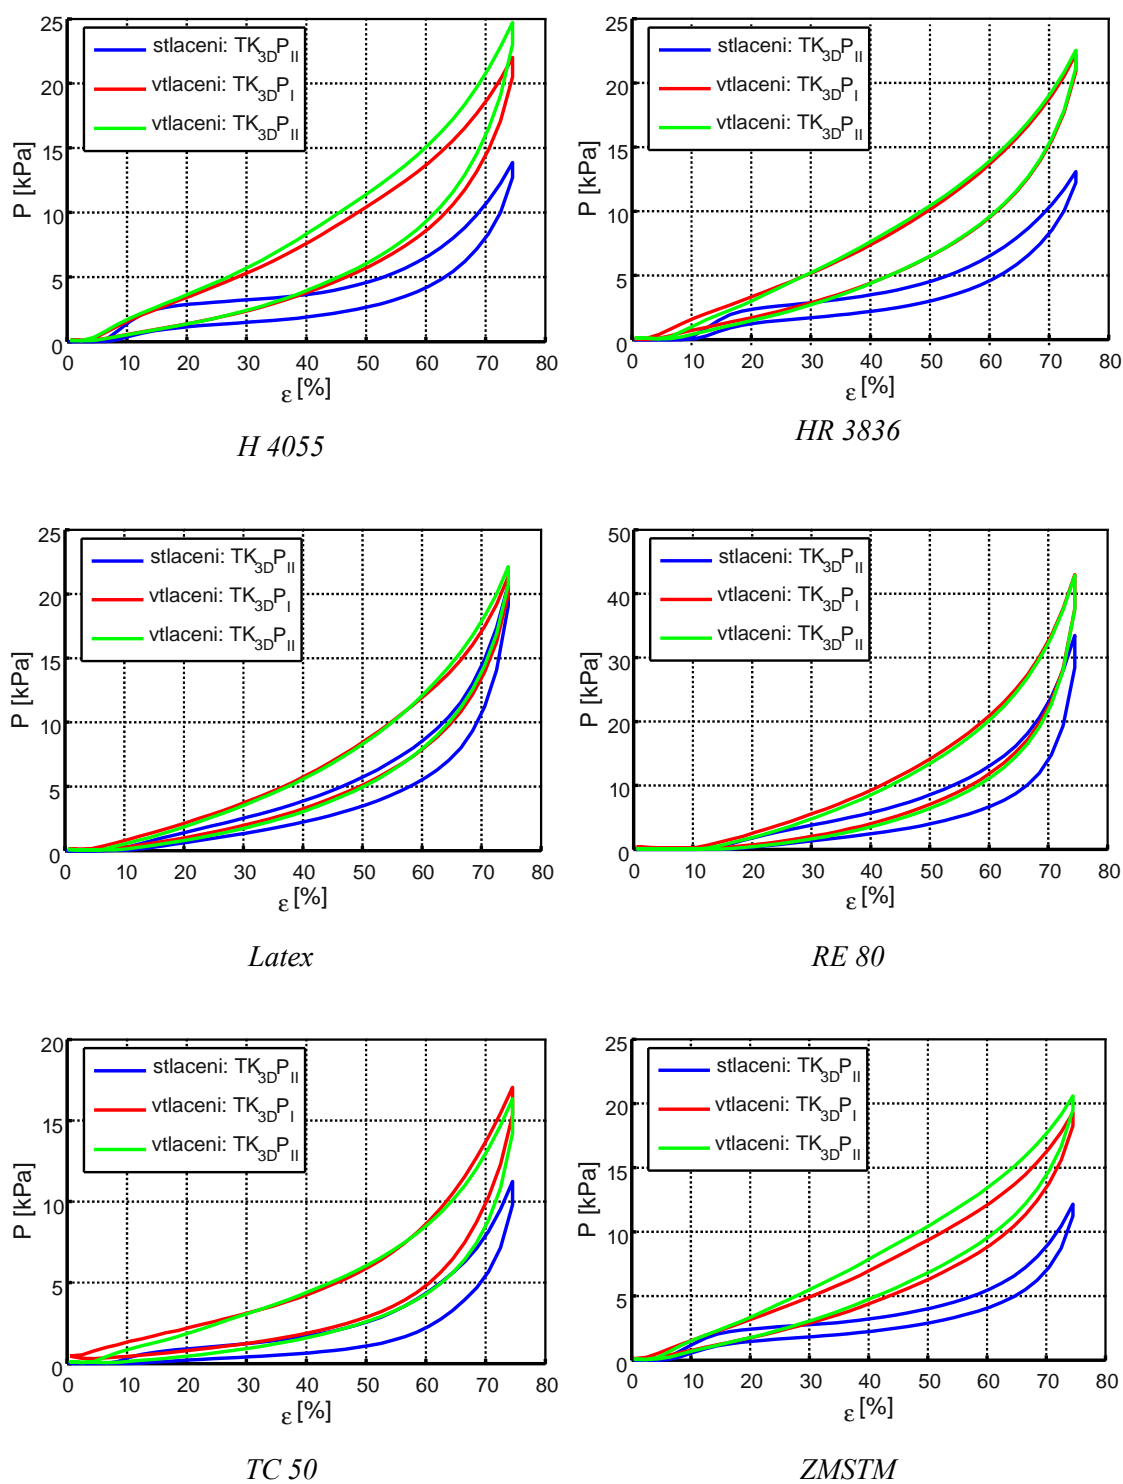 25
20
15
10
5
0
P [kPa]
stlaceni: TK3DPII
vtlaceni: TK3DPI
vtlaceni: TK3DPII
0 10 20 30 40 50 60 70 80
ε [%]
H 4055
25
20
15
10
5
0
P [kPa]
stlaceni: TK3DPII
vtlaceni: TK3DPI
vtlaceni: TK3DPII
0 10 20 30 40 50 60 70 80
ε [%]
HR 3836
25
20
15
10
5
0
P [kPa]
stlaceni: TK3DPII
vtlaceni: TK3DPI
vtlaceni: TK3DPII
0 10 20 30 40 50 60 70 80
ε [%]
Latex
50
40
30
20
10
0
P [kPa]
stlaceni: TK3DPII
vtlaceni: TK3DPI
vtlaceni: TK3DPII
0 10 20 30 40 50 60 70 80
ε [%]
RE 80
20
15
10
5
0
P [kPa]
stlaceni: TK3DPII
vtlaceni: TK3DPI
vtlaceni: TK3DPII
0 10 20 30 40 50 60 70 80
ε [%]
TC 50
25
20
15
10
5
0
P [kPa]
stlaceni: TK3DPII
vtlaceni: TK3DPI
vtlaceni: TK3DPII
0 10 20 30 40 50 60 70 80
ε [%]
ZMSTM